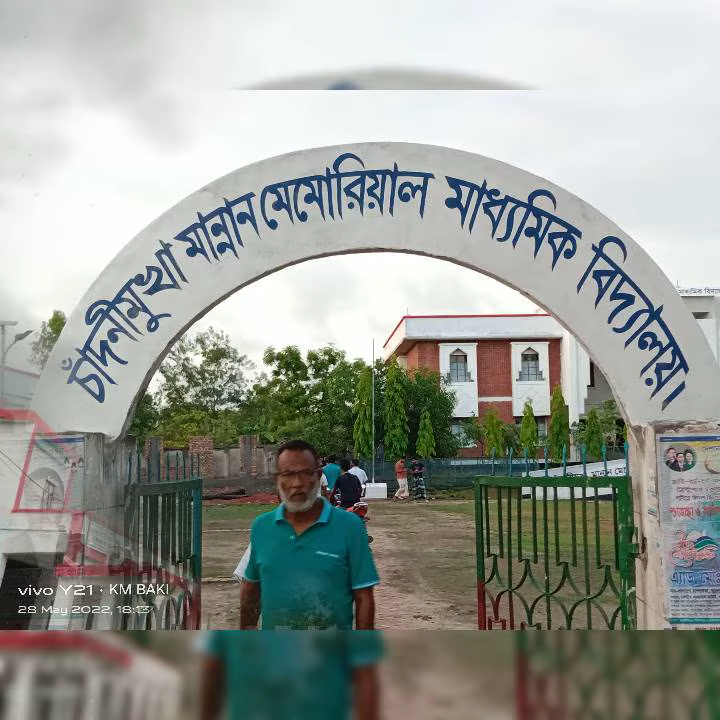 চাঁদনীমুখা মান্নান মেমোরিয়াল মাধ্যমিক বিদ্যালয়।
মান্নান মে
vivo Y21 · KM BAKI
28 May 2022, 18:13